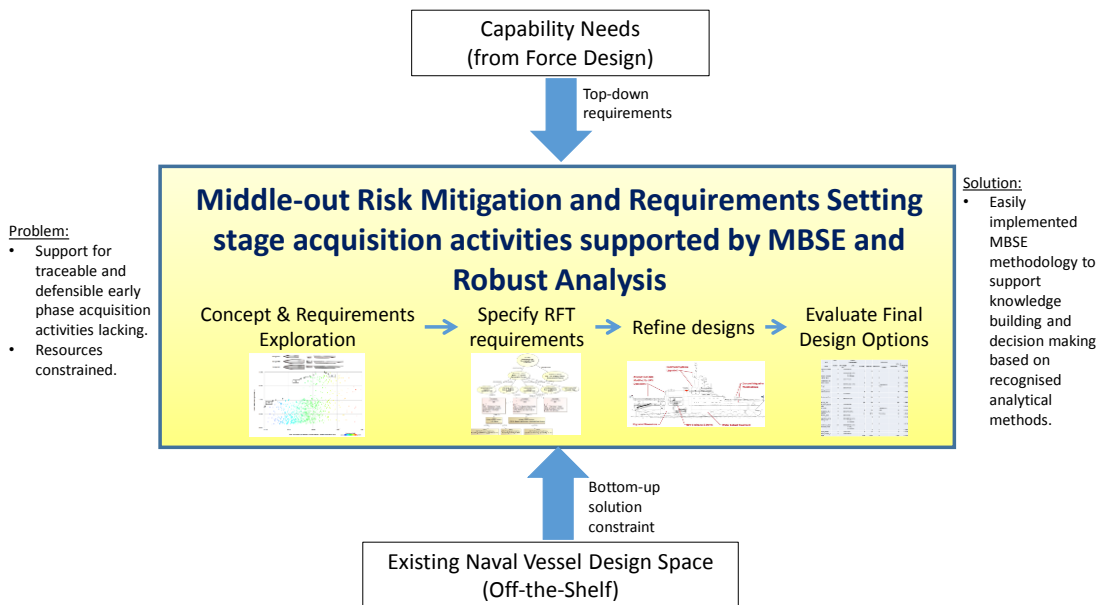 Capability Needs
(from Force Design)
Top-down
requirements
Problem:
• Support for
traceable and
defensible early
phase acquisition
activities lacking.
• Resources
constrained.
Middle-out Risk Mitigation and Requirements Setting
stage acquisition activities supported by MBSE and
Robust Analysis
Concept & Requirements
Exploration
Specify RFT
requirements
Refine designs
Evaluate Final
Design Options
Solution:
• Easily
implemented
MBSE
methodology to
support
knowledge
building and
decision making
based on
recognised
analytical
methods.
Bottom-up
solution
constraint
Existing Naval Vessel Design Space
(Off-the-Shelf)